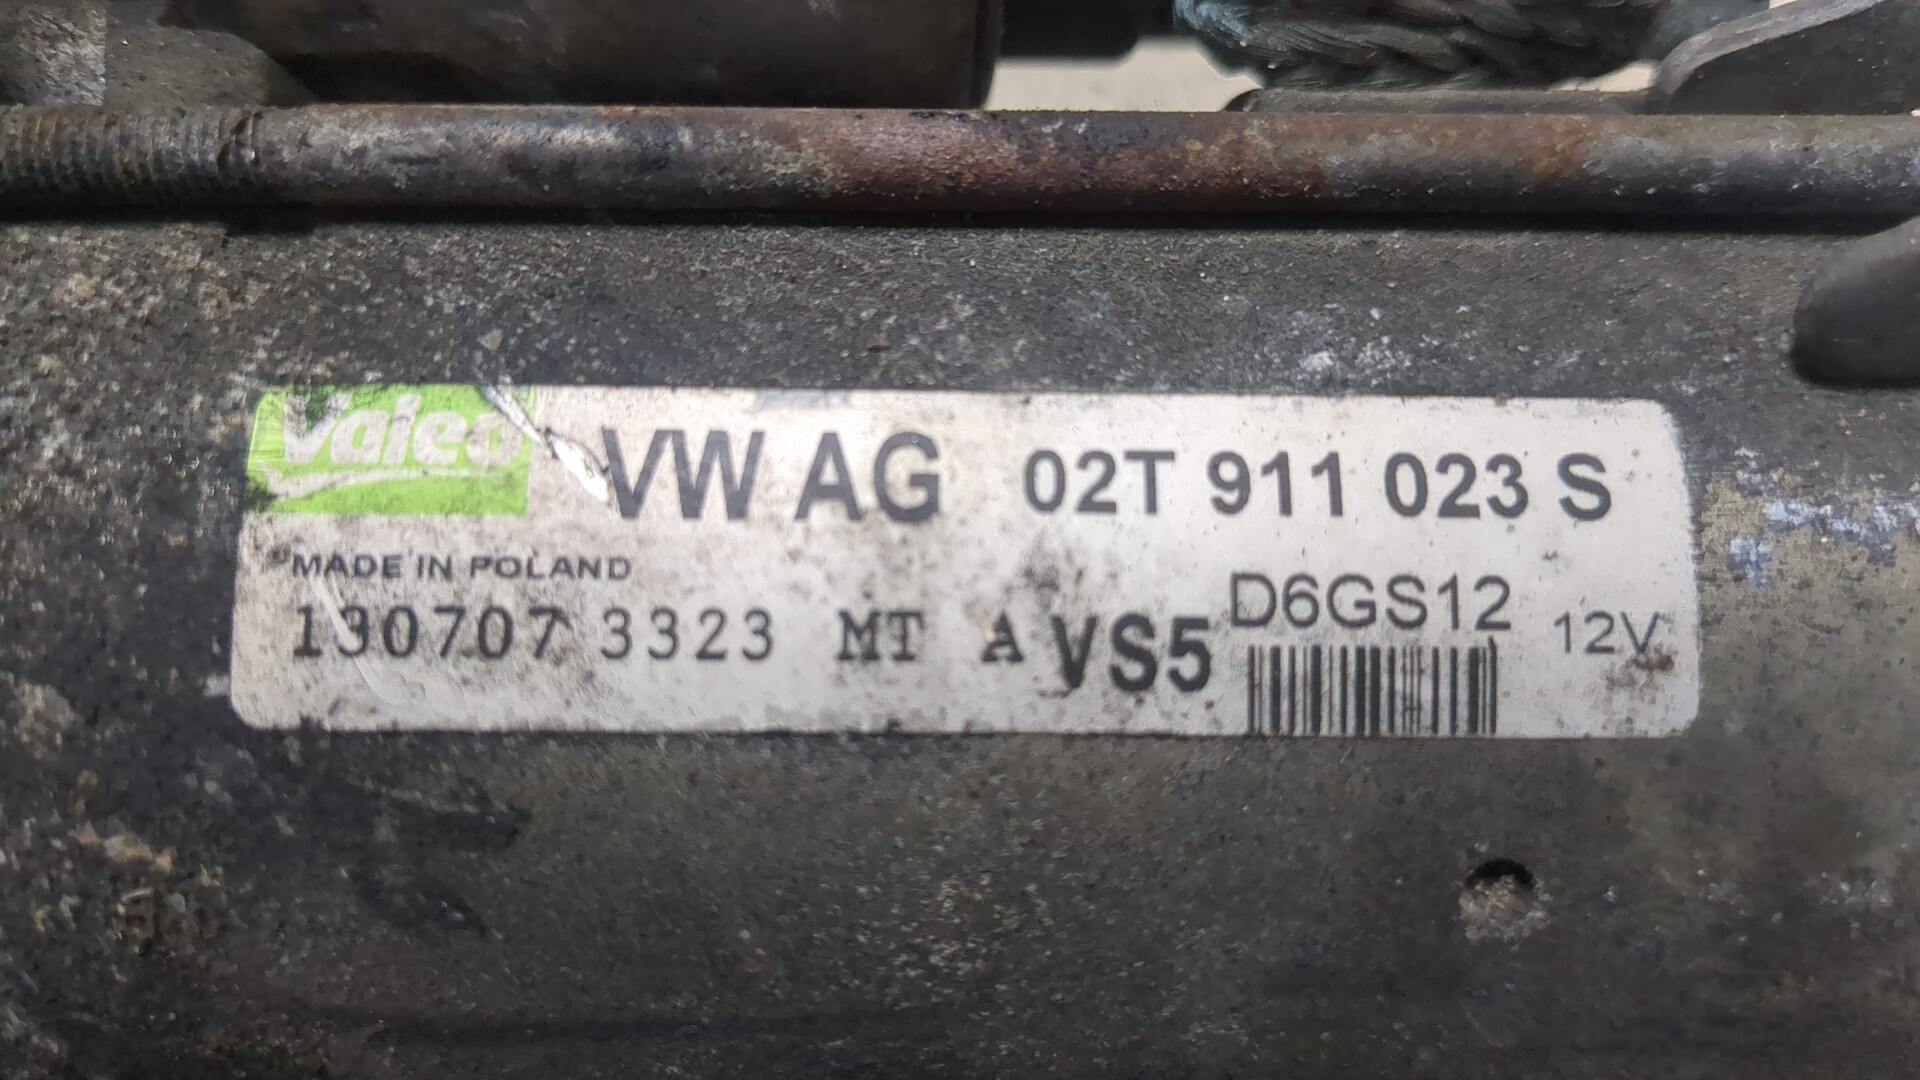 Valeo VW AG 02T 911 023 S
MADE IN POLAND
130707 3323 MT A VS5 D6GS12 12V